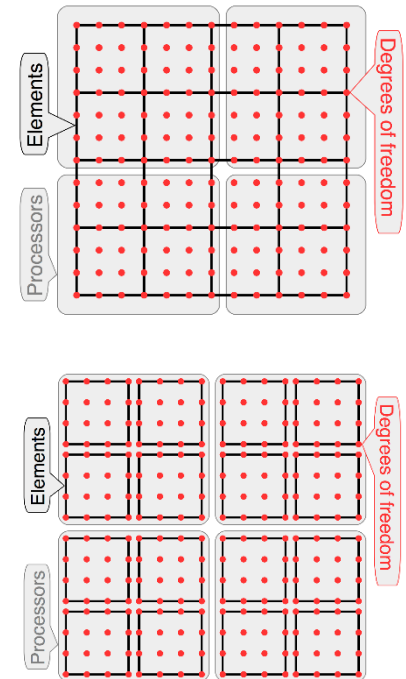 Degrees of freedom
Elements
Processors
Degrees of freedom
Elements
Processors